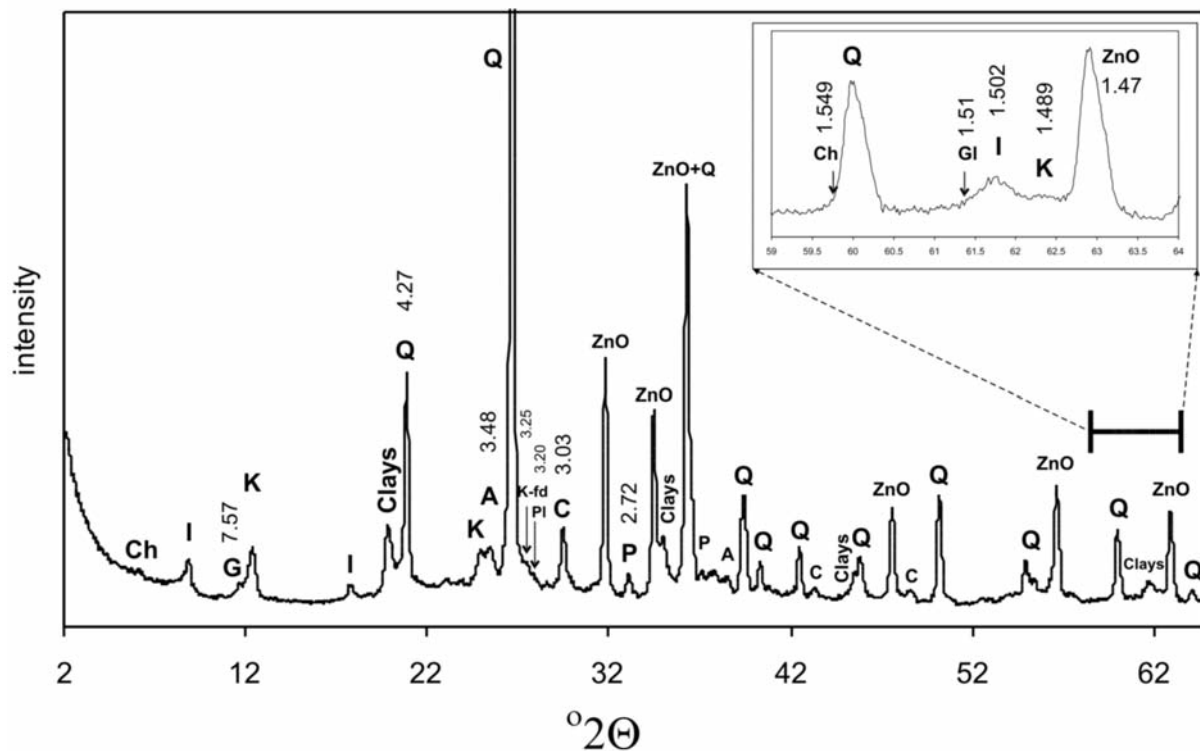 intensity
Ch
I
G
7.57
K
I
Clays
Q
4.27
K
A
3.48
Q
3.25
K-fd
3.20
Pl
C
3.03
ZnO
P
2.72
ZnO
Clays
ZnO+Q
P
A
Q
Q
Q
C
Clays
Q
ZnO
C
Q
Q
ZnO
Q
Clays
ZnO
Q
Ch
1.549
Q
Gl
1.51
I
1.502
K
1.489
ZnO
1.47
59 59.5 60 60.5 61 61.5 62 62.5 63 63.5 64
2 12 22 32 42 52 62
°2Θ